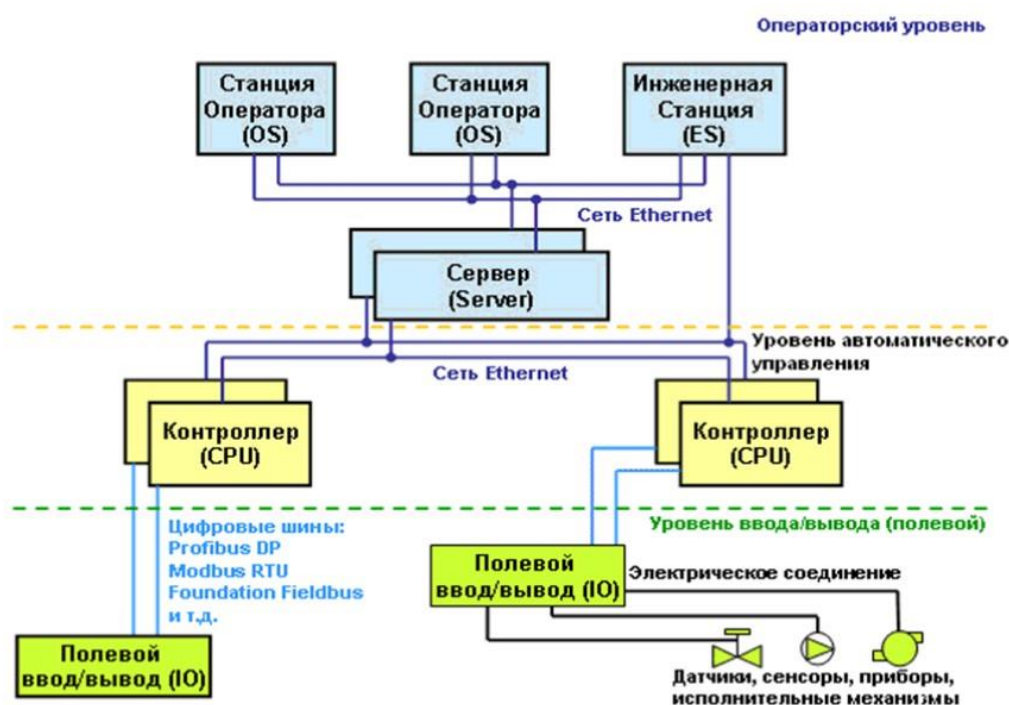 Операторский уровень
Станция
Оператора
(OS)
Станция
Оператора
(OS)
Инженерная
Станция
(ES)
Сеть Ethernet
Сервер
(Server)
Уровень автоматического
управления
Сеть Ethernet
Контроллер
(CPU)
Контроллер
(CPU)
Уровень ввода/вывода (полевой)
Цифровые шины:
Profibus DP
Modbus RTU
Foundation Fieldbus
и т.д.
Полевой
ввод/вывод (IO)
Электрическое соединение
Полевой
ввод/вывод (IO)
Датчики, сенсоры, приборы,
исполнительные механизмы